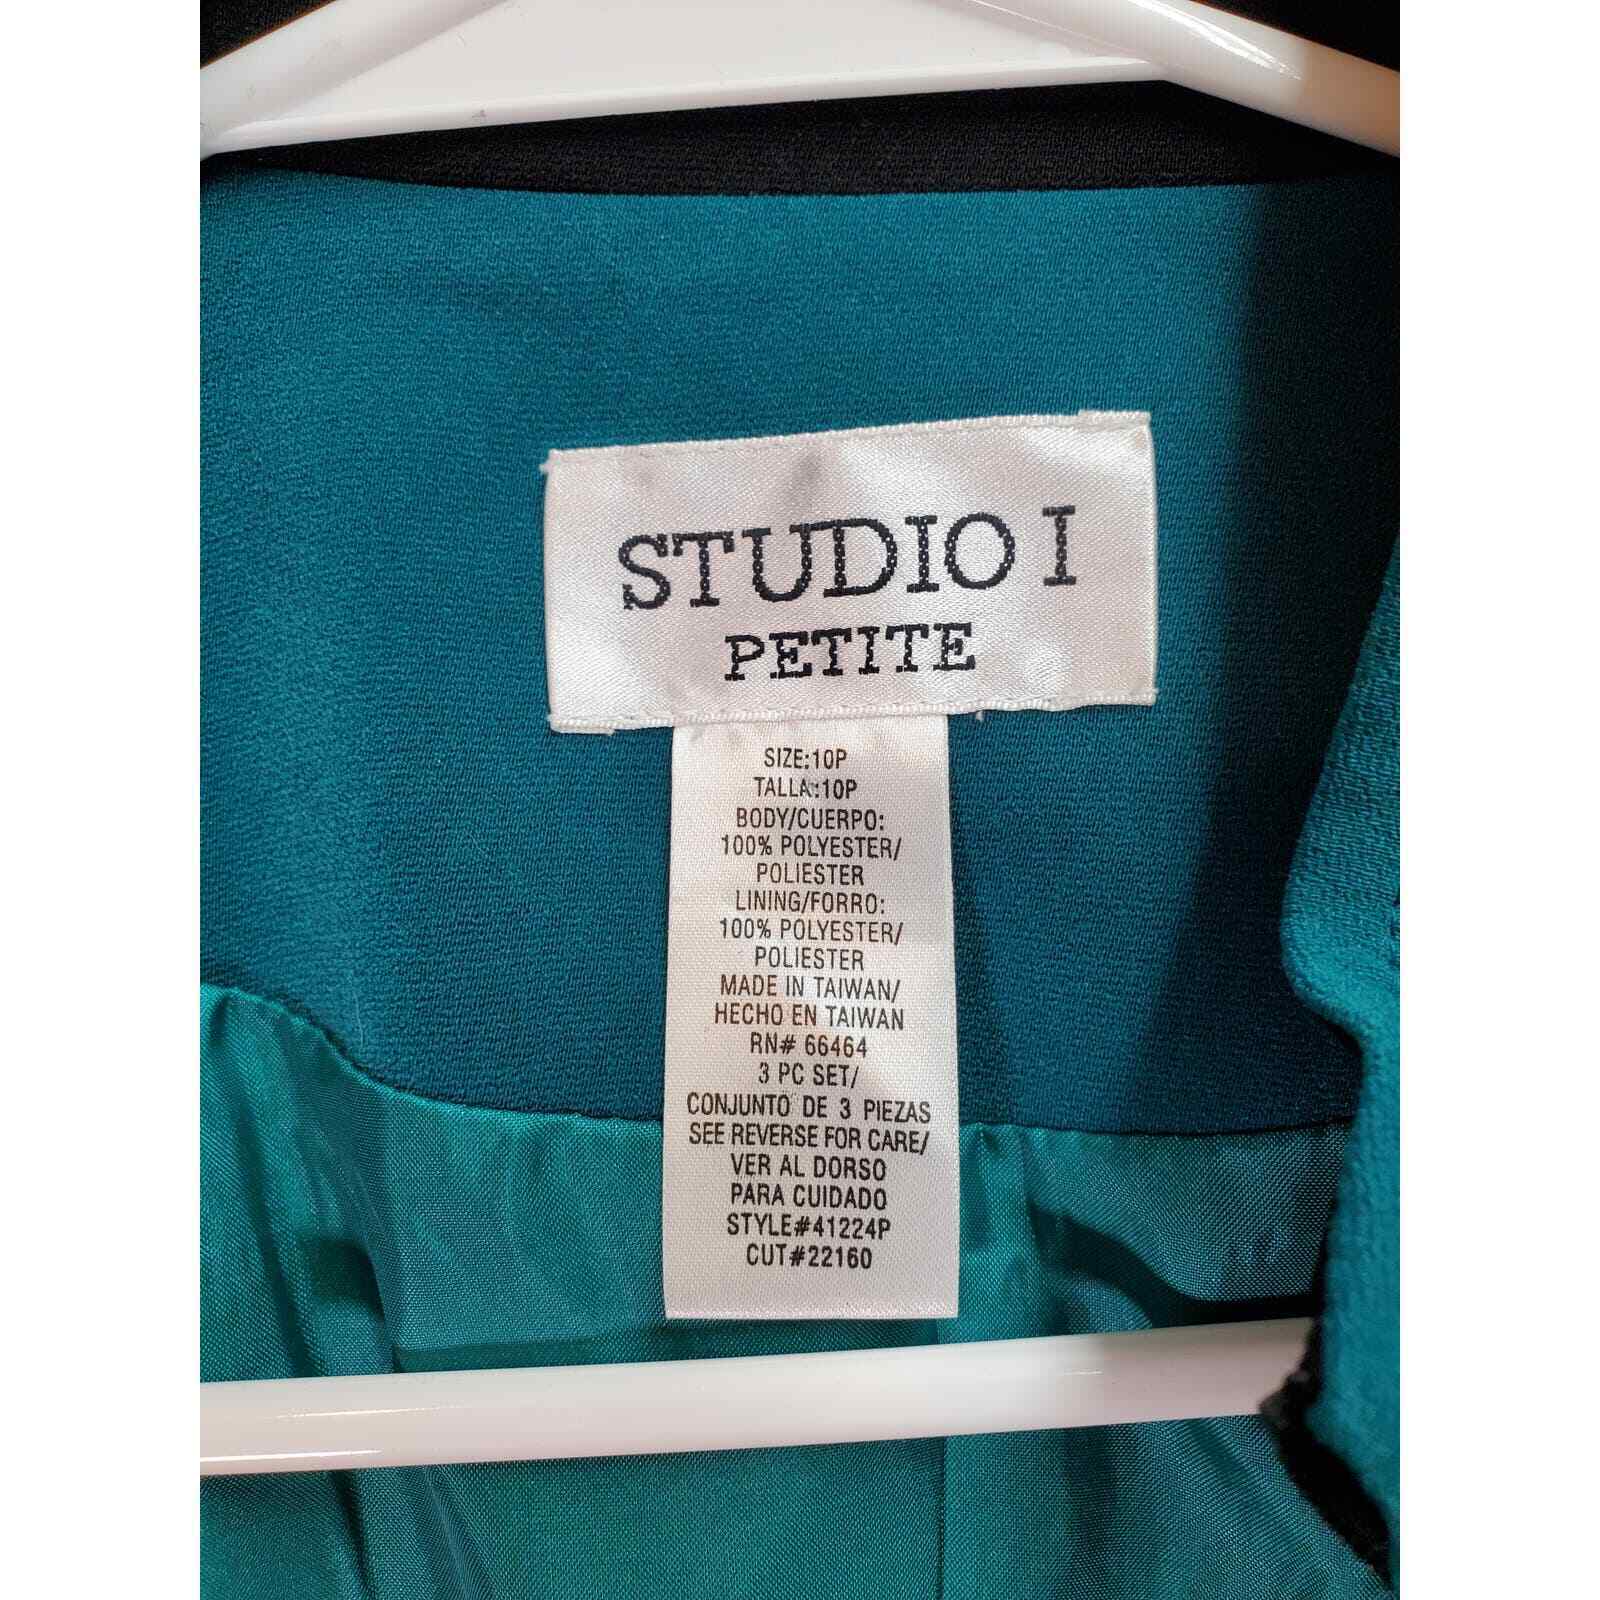 STUDIO I
PETITE
SIZE:10P
TALLA:10P
BODY/CUERPO:
100% POLYESTER/
POLIESTER
LINING/FORRO:
100% POLYESTER/
POLIESTER
MADE IN TAIWAN/
HECHO EN TAIWAN
RN# 66464
3 PC SET/
CONJUNTO DE 3 PIEZAS
SEE REVERSE FOR CARE/
VER AL DORSO
PARA CUIDADO
STYLE#41224P
CUT#22160